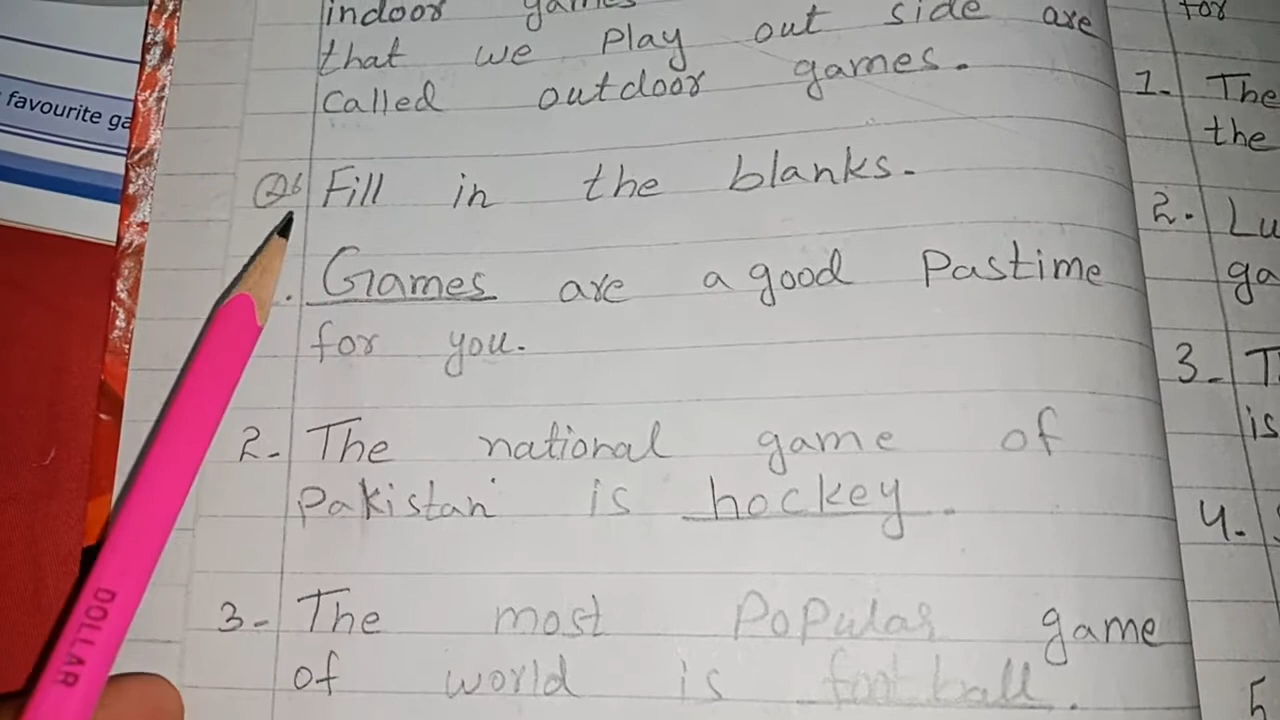 indoor games
that we play out side are
called outdoor games.
Q6 Fill in the blanks.
. Games are a good Pastime
for you.
2- The national game of
Pakistan is hockey.
3- The most Popular game
of world is football.
favourite ga
DOLLAR
for
1. The
the
2. Lu
ga
3-
is
4.
5